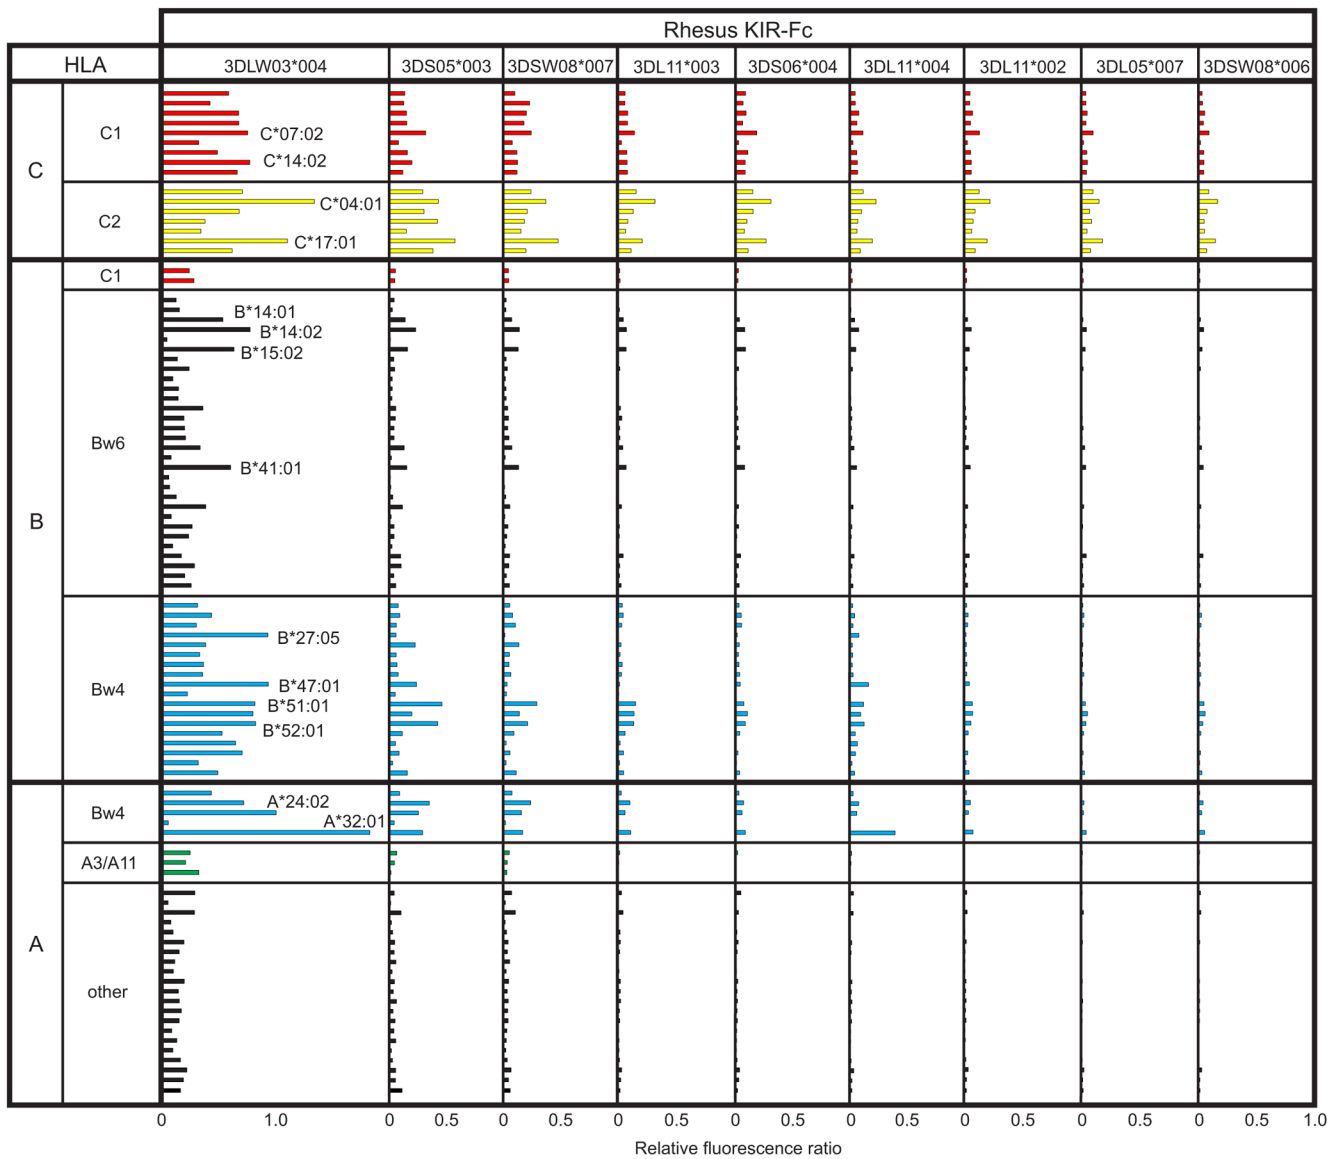 Rhesus KIR-Fc
HLA 3DLW03*004 3DS05*003 3DSW08*007 3DL11*003 3DS06*004 3DL11*004 3DL11*002 3DL05*007 3DSW08*006
C
C1
C*07:02
C*14:02
C2
C*04:01
C*17:01
B
C1
Bw6
B*14:01
B*14:02
B*15:02
B*41:01
Bw4
B*27:05
B*47:01
B*51:01
B*52:01
A
Bw4
A*24:02
A*32:01
A3/A11
other
0 1.0 0 0.5 0 0.5 0 0.5 0 0.5 0 0.5 0 0.5 0 0.5 0 0.5 1.0
Relative fluorescence ratio